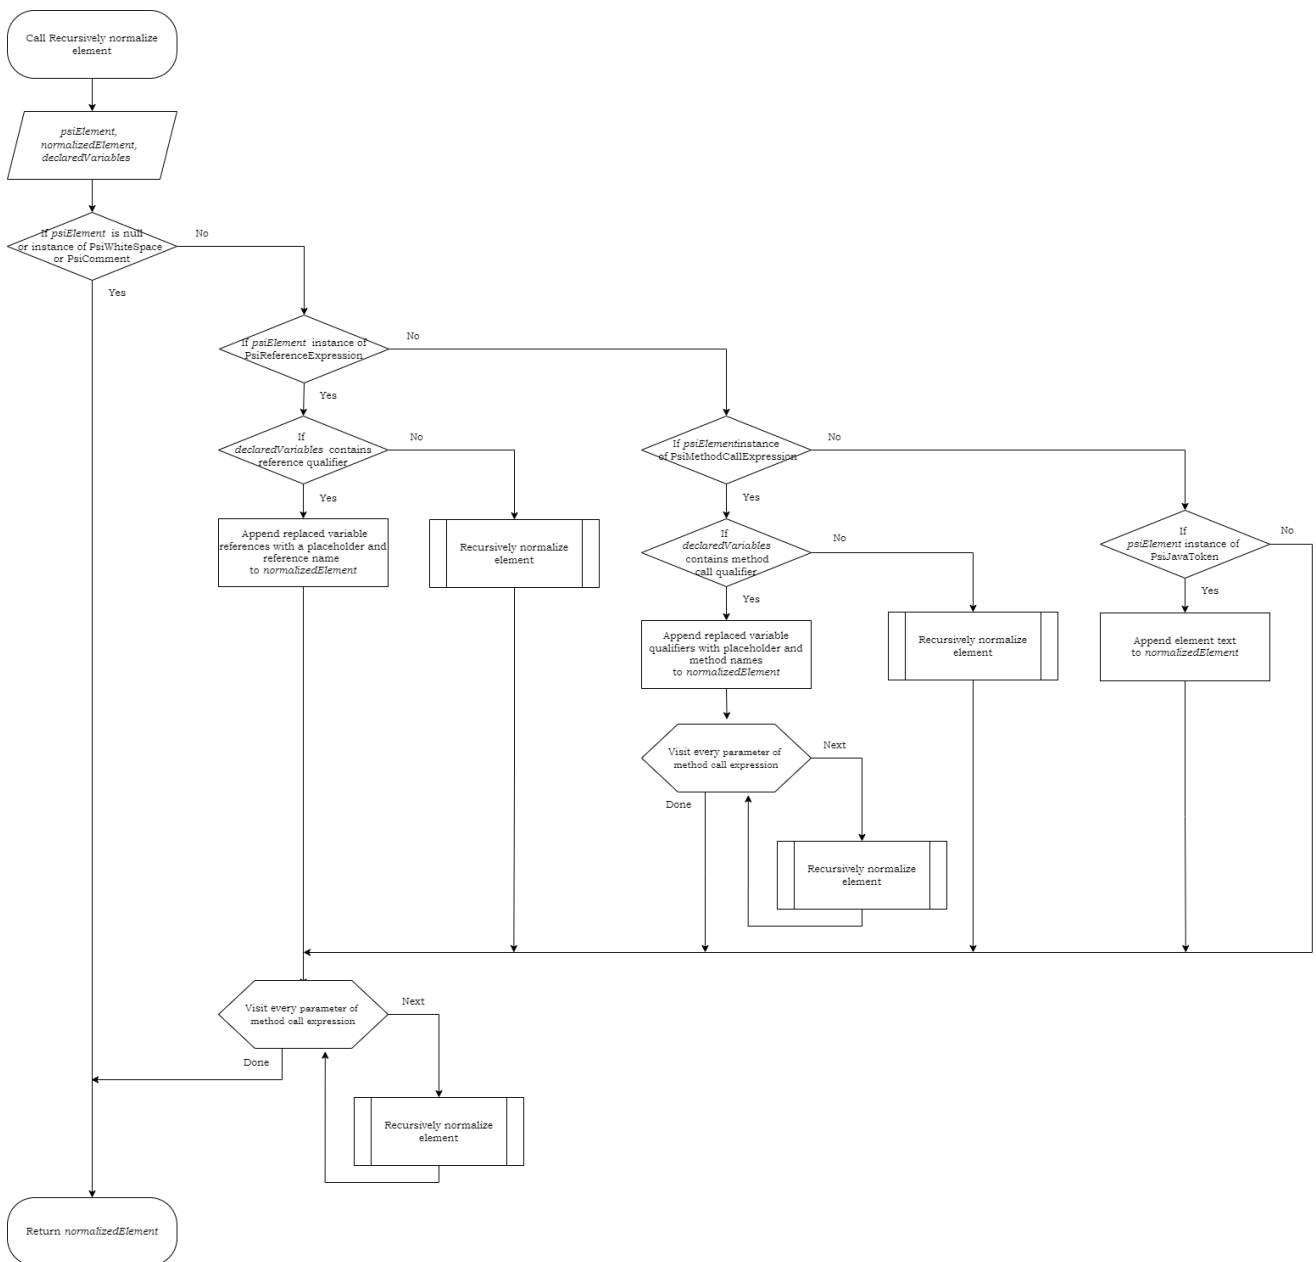 Call Recursively normalize
element
psiElement,
normalizedElement,
declaredVariables
If psiElement is null
or instance of PsiWhiteSpace
or PsiComment
No
Yes
If psiElement instance of
PsiReferenceExpression
No
Yes
If
declaredVariables contains
reference qualifier
No
Yes
Append replaced variable
references with a placeholder and
reference name
to normalizedElement
Recursively normalize
element
If psiElementinstance
of PsiMethodCallExpression
No
Yes
If
declaredVariables
contains method
call qualifier
No
Yes
Append replaced variable
qualifiers with placeholder and
method names
to normalizedElement
Recursively normalize
element
If
psiElement instance of
PsiJavaToken
No
Yes
Append element text
to normalizedElement
Visit every parameter of
method call expression
Next
Done
Recursively normalize
element
Visit every parameter of
method call expression
Next
Done
Recursively normalize
element
Return normalizedElement